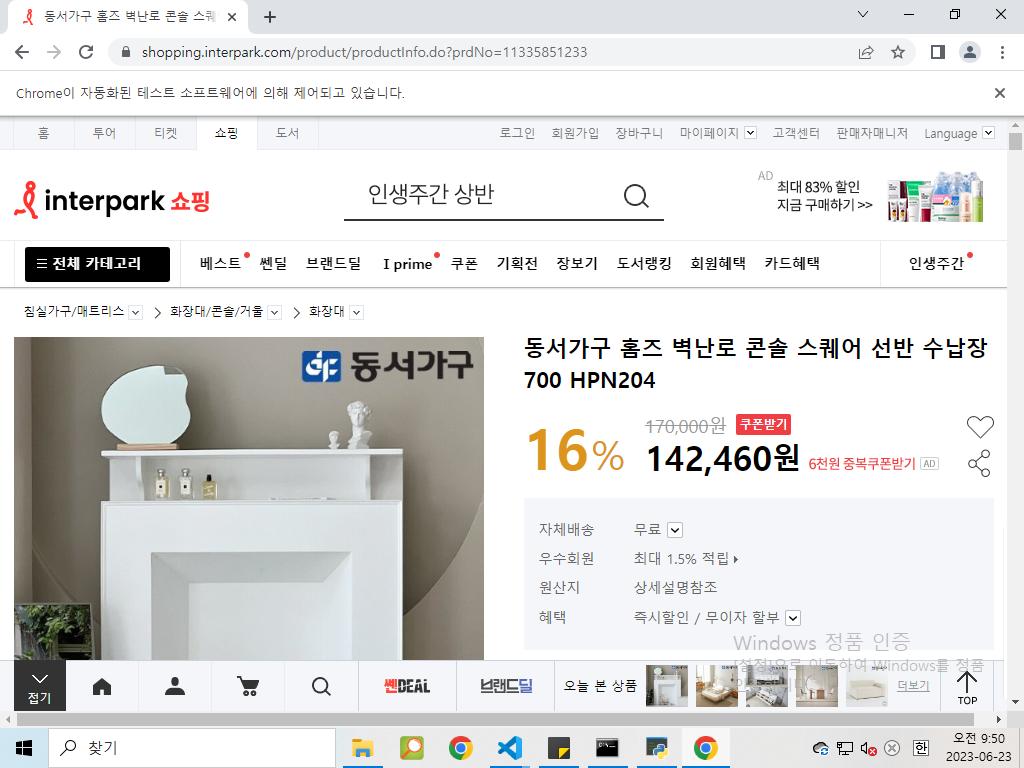 동서가구 홈즈 벽난로 콘솔 스퀘
shopping.interpark.com/product/productInfo.do?prdNo=11335851233
Chrome이 자동화된 테스트 소프트웨어에 의해 제어되고 있습니다.
홈 투어 티켓 쇼핑 도서 로그인 회원가입 장바구니 마이페이지 고객센터 판매자매니저 Language
interpark 쇼핑
인생주간 상반
AD
최대 83% 할인
지금 구매하기 >>
전체 카테고리 베스트 쎈딜 브랜드딜 I prime 쿠폰 기획전 장보기 도서랭킹 회원혜택 카드혜택 인생주간
침실가구/매트리스 화장대/콘솔/거울 화장대
동서가구
동서가구 홈즈 벽난로 콘솔 스퀘어 선반 수납장
700 HPN204
16%
170,000원 쿠폰받기
142,460원 6천원 중복쿠폰받기 AD
자체배송 무료
우수회원 최대 1.5% 적립
원산지 상세설명참조
혜택 즉시할인 / 무이자 할부
Windows 정품 인증
[설정]으로 이동하여 Windows를 정품
접기 쎈DEAL 브랜드딜 오늘 본 상품 더보기 TOP
찾기
한
오전 9:50
2023-06-23